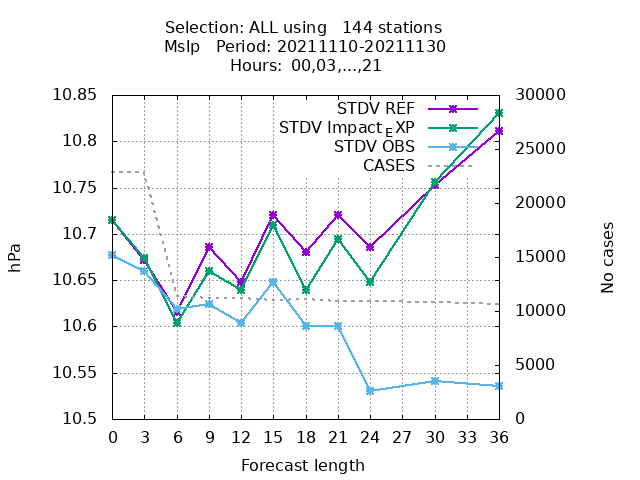 Selection: ALL using   144 stations
Mslp   Period: 20211110-20211130
Hours: 00,03,...,21
10.85
10.8
10.75
10.7
10.65
10.6
10.55
10.5
hPa
STDV REF
STDV Impact_EXP
STDV OBS
CASES
30000
25000
20000
15000
10000
5000
0
No cases
0 3 6 9 12 15 18 21 24 27 30 33 36
Forecast length